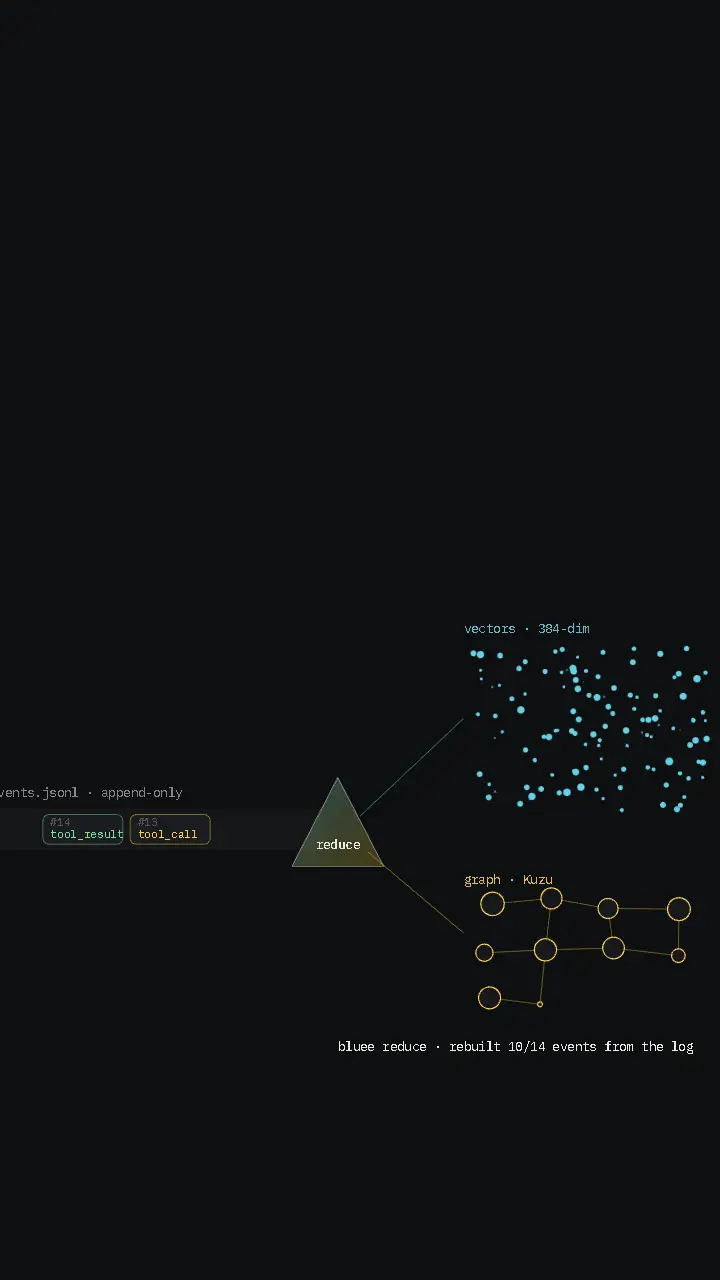 vectors · 384-dim
vents.jsonl · append-only
#14
tool_result
#13
tool_call
reduce
graph · Kuzu
bluee reduce · rebuilt 10/14 events from the log